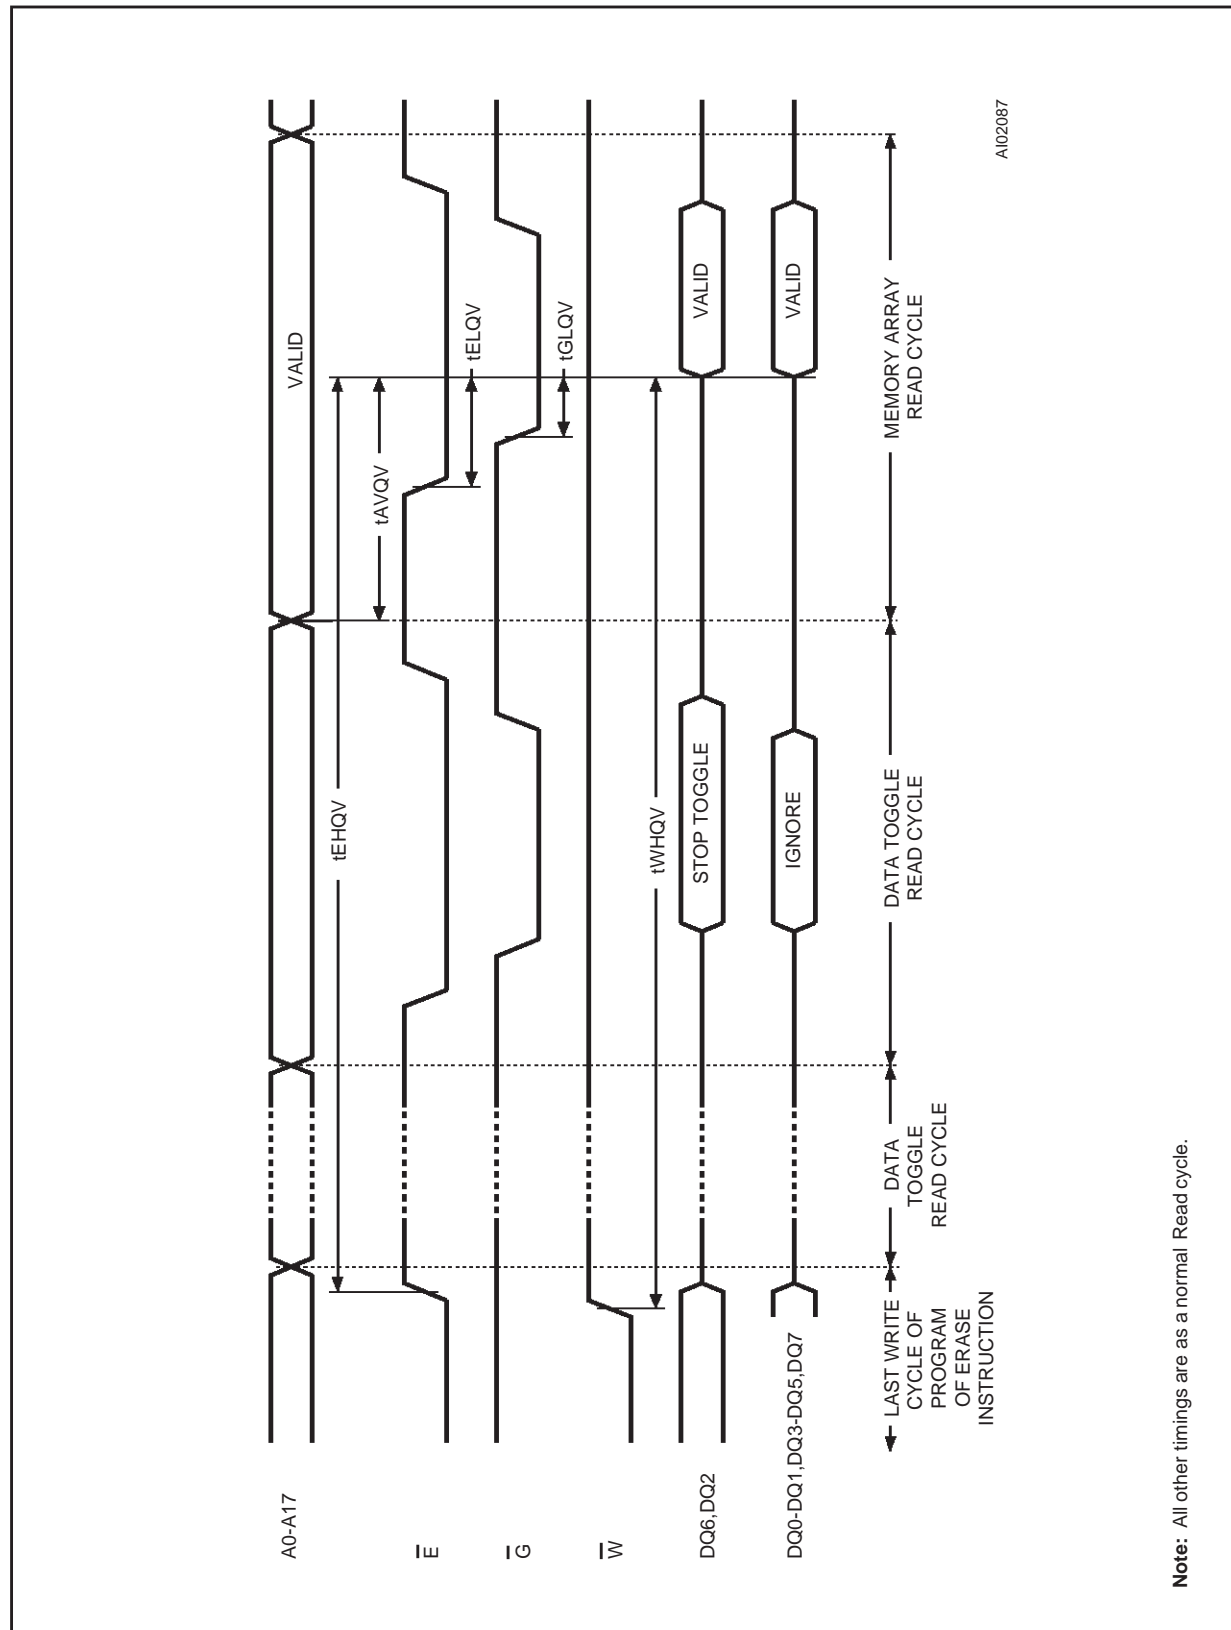 A0-A17
VALID
tEHQV
tAVQV
E
tELQV
G
tGLQV
W
tWHQV
DQ6,DQ2
STOP TOGGLE
VALID
DQ0-DQ1,DQ3-DQ5,DQ7
IGNORE
VALID
LAST WRITE
CYCLE OF
PROGRAM
OF ERASE
INSTRUCTION
DATA
TOGGLE
READ CYCLE
DATA TOGGLE
READ CYCLE
MEMORY ARRAY
READ CYCLE
AI02087
Note: All other timings are as a normal Read cycle.